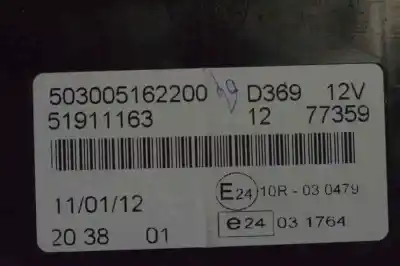 503005162200 D369 12V
51911163 12 77359
E24 10R - 03 0479
11/01/12
e24 03 1764
20 38 01